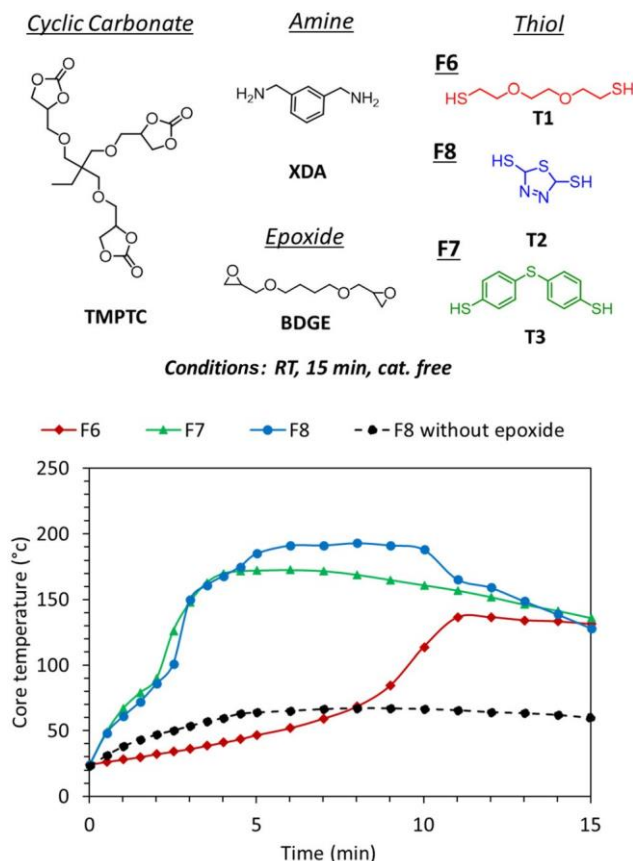 Cyclic Carbonate
Amine
Thiol
F6
HS
O
O
SH
T1
F8
HS
S
SH
N
N
T2
F7
S
HS
SH
T3
NH2
NH2
XDA
Epoxide
O
O
O
O
BDGE
O
O
O
O
O
O
O
O
O
O
O
O
TMPTC
Conditions: RT, 15 min, cat. free
F6
F7
F8
F8 without epoxide
Core temperature (°c)
250
200
150
100
50
0
0
5
10
15
Time (min)